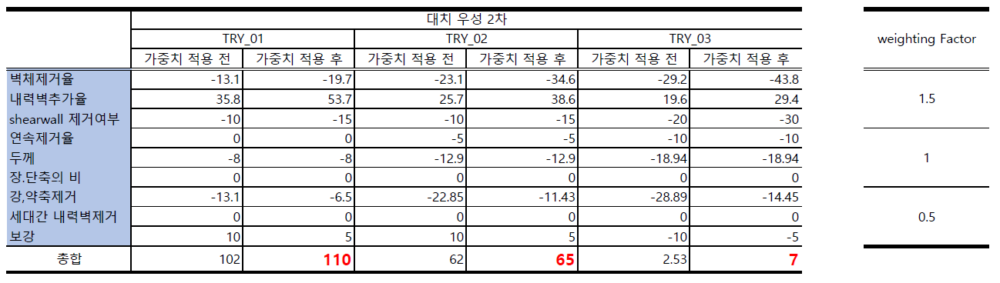 대치 우성 2차
TRY_01 TRY_02 TRY_03 weighting Factor
가중치 적용 전 가중치 적용 후 가중치 적용 전 가중치 적용 후 가중치 적용 전 가중치 적용 후
벽체제거율 -13.1 -19.7 -23.1 -34.6 -29.2 -43.8
내력벽추가율 35.8 53.7 25.7 38.6 19.6 29.4 1.5
shearwall 제거여부 -10 -15 -10 -15 -20 -30
연속제거율 0 0 -5 -5 -10 -10
두께 -8 -8 -12.9 -12.9 -18.94 -18.94 1
장.단축의 비 0 0 0 0 0 0
강,약축제거 -13.1 -6.5 -22.85 -11.43 -28.89 -14.45
세대간 내력벽제거 0 0 0 0 0 0 0.5
보강 10 5 10 5 -10 -5
총합 102 110 62 65 2.53 7